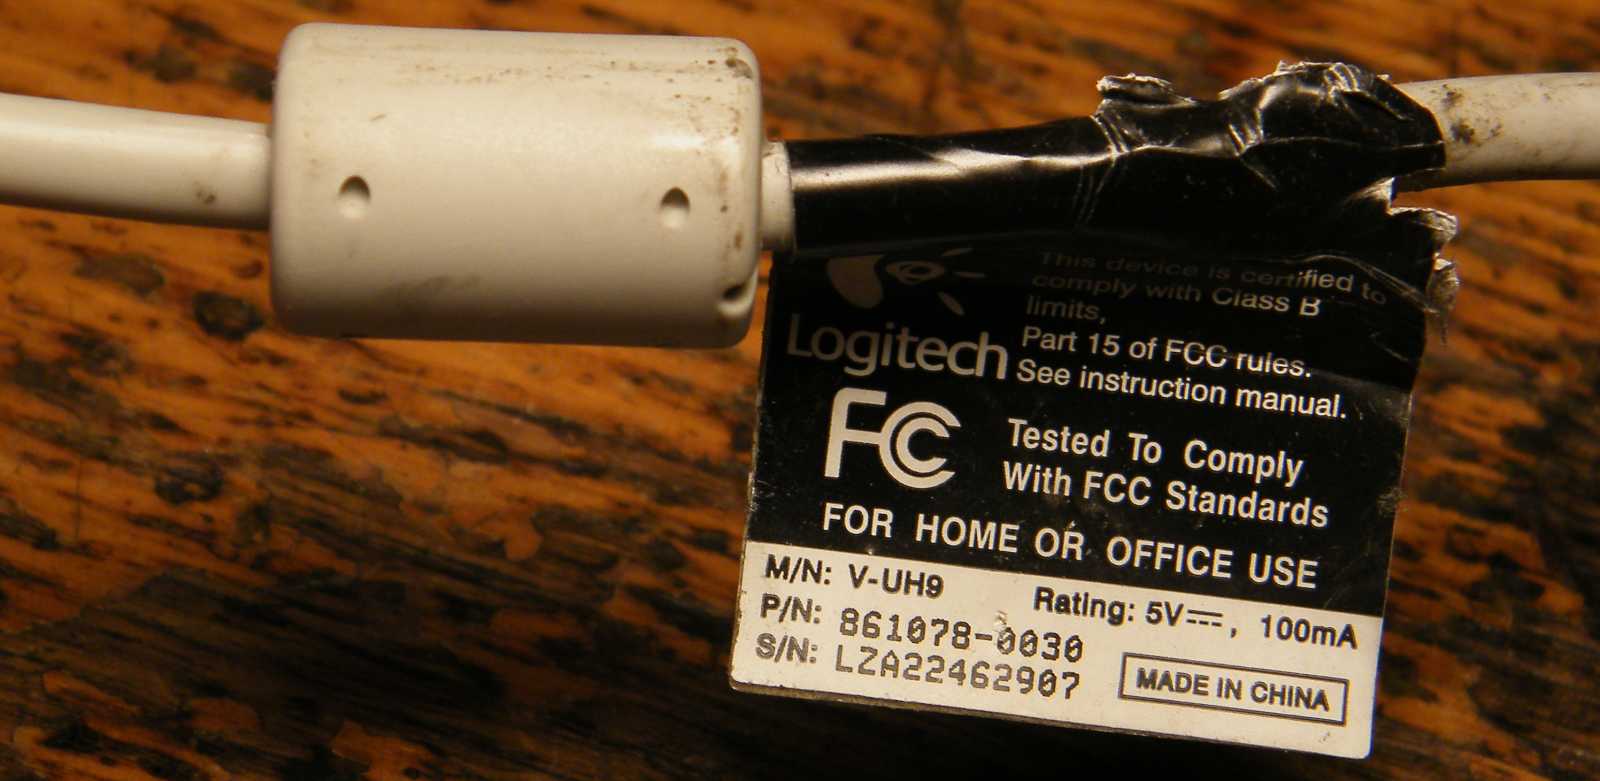 This device is certified to
comply with Class B
limits,
Part 15 of FCC rules.
See instruction manual.
Logitech
FC Tested To Comply
With FCC Standards
FOR HOME OR OFFICE USE
M/N: V-UH9 Rating: 5V⎓, 100mA
P/N: 861078-0030
S/N: LZA22462907
MADE IN CHINA